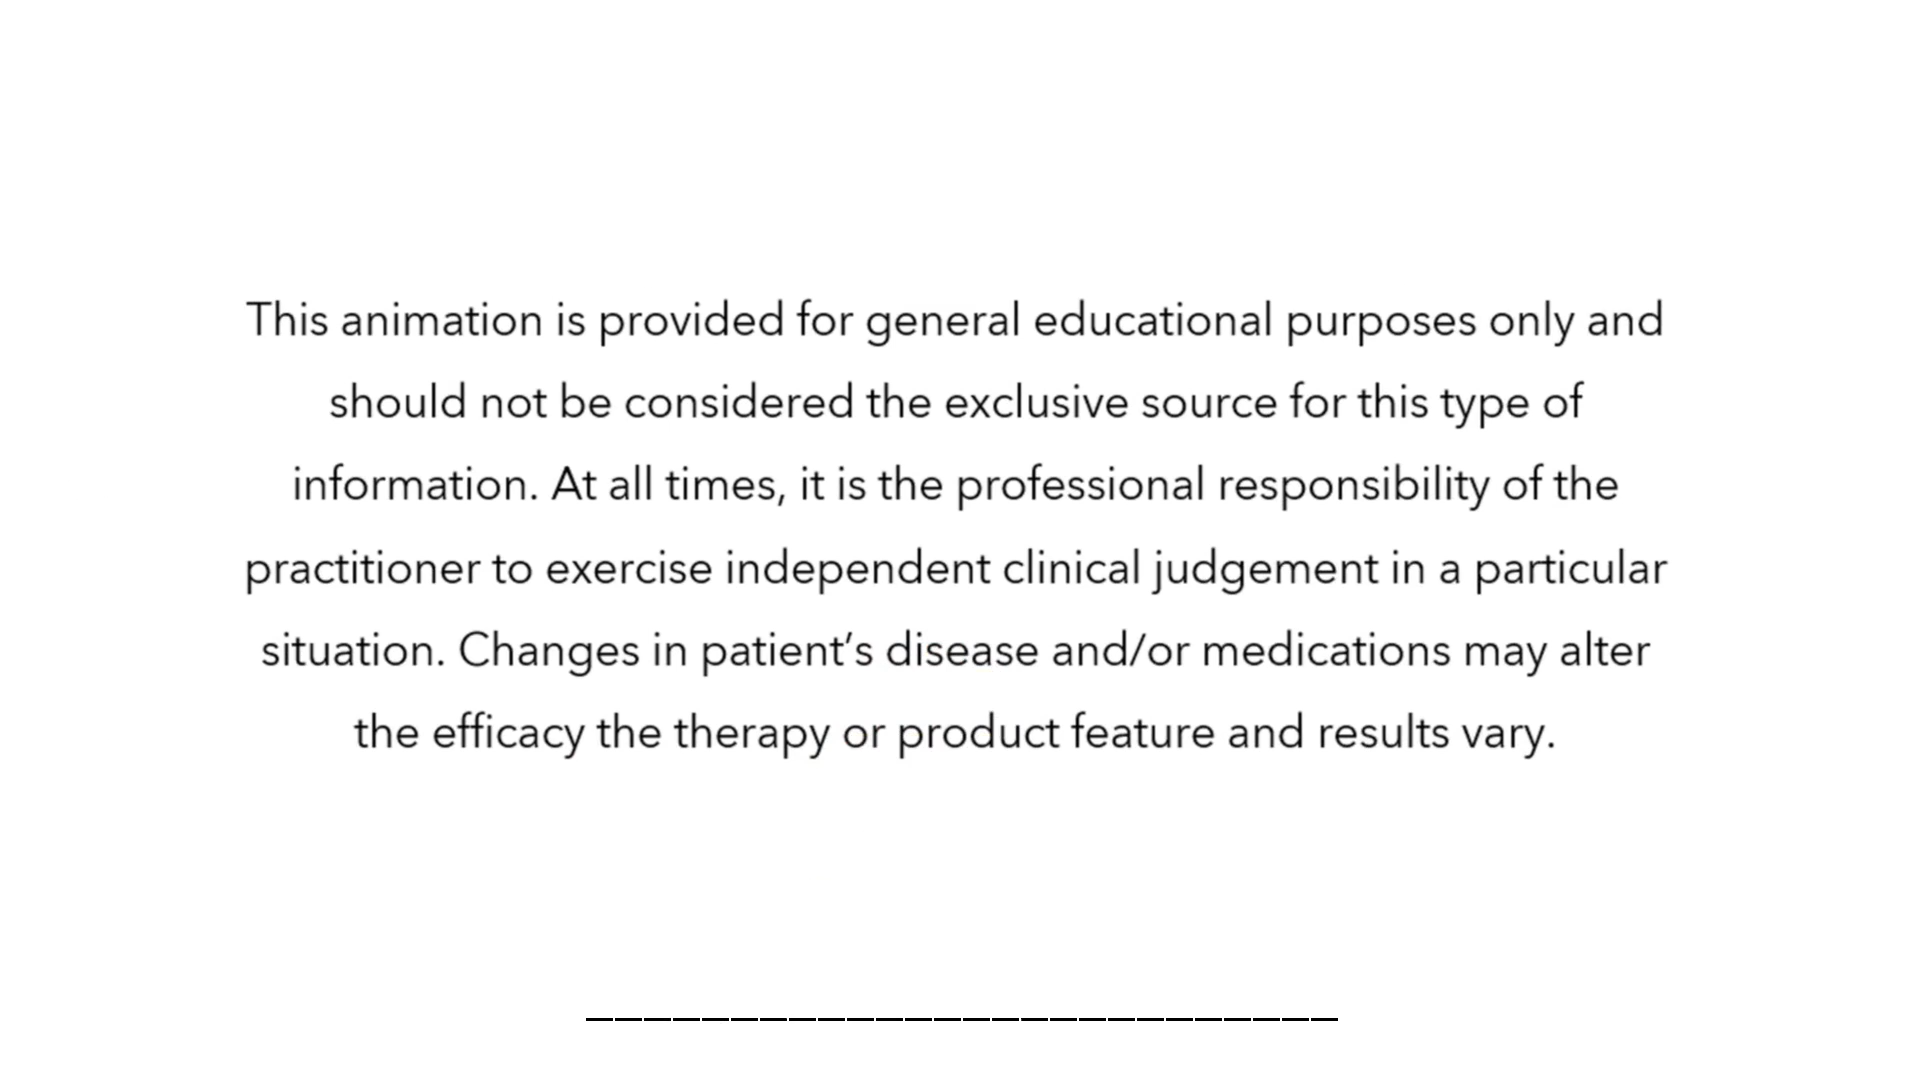 This animation is provided for general educational purposes only and
should not be considered the exclusive source for this type of
information. At all times, it is the professional responsibility of the
practitioner to exercise independent clinical judgement in a particular
situation. Changes in patient’s disease and/or medications may alter
the efficacy the therapy or product feature and results vary.
__________________________